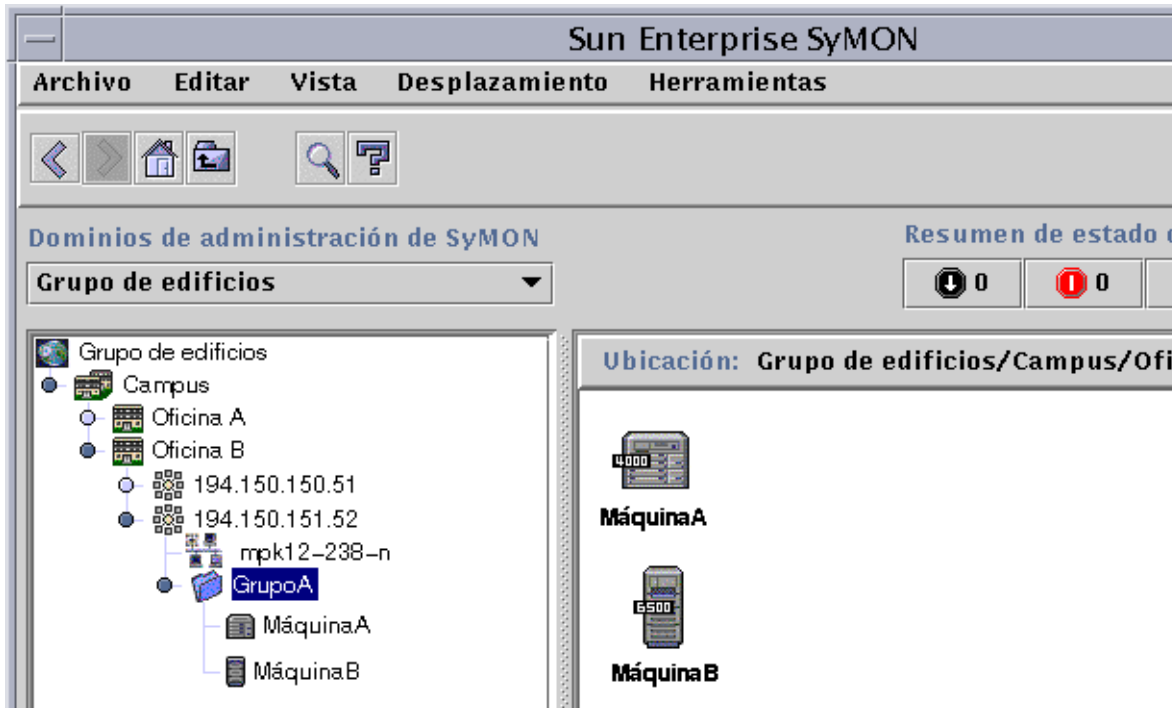 Sun Enterprise SyMON
Archivo Editar Vista Desplazamiento Herramientas
Dominios de administración de SyMON
Grupo de edificios
Resumen de estado
0 0
Grupo de edificios
Campus
Oficina A
Oficina B
194.150.150.51
194.150.151.52
mpk12-238-n
GrupoA
MáquinaA
MáquinaB
Ubicación: Grupo de edificios/Campus/Ofi
4000
MáquinaA
6500
MáquinaB